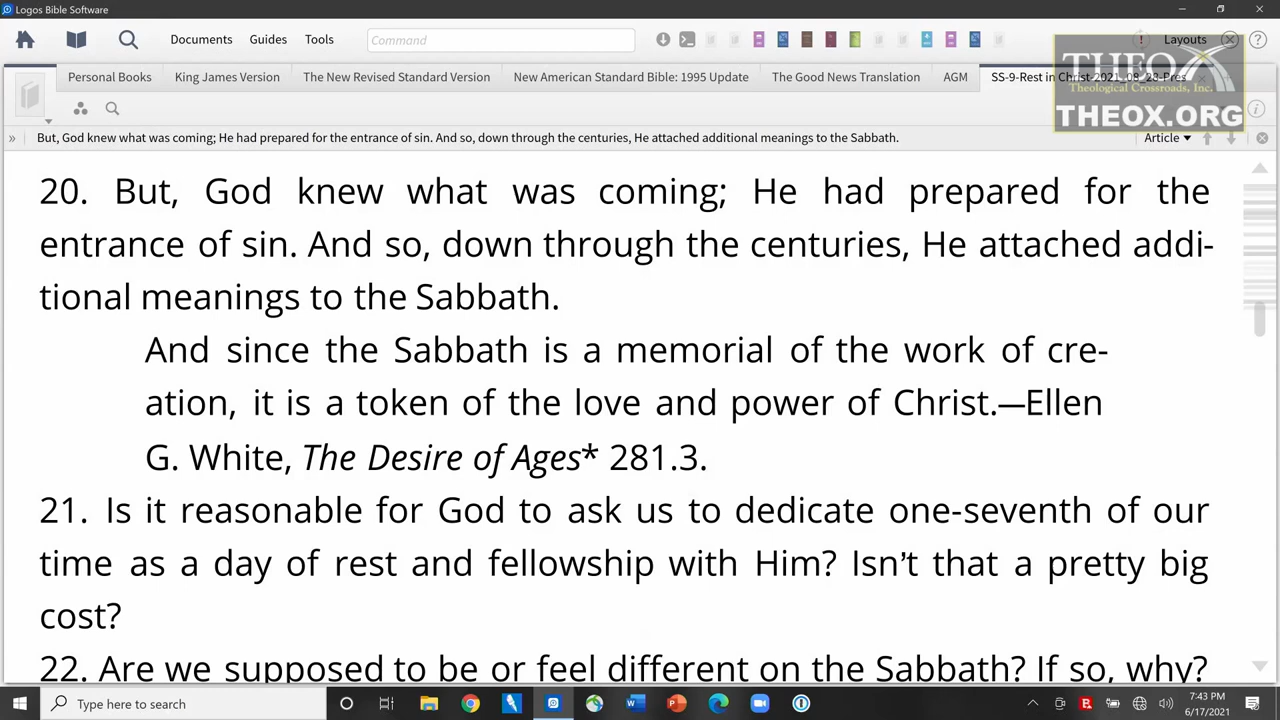 Logos Bible Software
Documents Guides Tools Command Layouts
Personal Books King James Version The New Revised Standard Version New American Standard Bible: 1995 Update The Good News Translation AGM SS-9-Rest in Christ-2021_08_28-Pres
THEOX
Theological Crossroads, Inc.
THEOX.ORG
» But, God knew what was coming; He had prepared for the entrance of sin. And so, down through the centuries, He attached additional meanings to the Sabbath. Article
20. But, God knew what was coming; He had prepared for the
entrance of sin. And so, down through the centuries, He attached addi-
tional meanings to the Sabbath.
And since the Sabbath is a memorial of the work of cre-
ation, it is a token of the love and power of Christ.—Ellen
G. White, The Desire of Ages* 281.3.
21. Is it reasonable for God to ask us to dedicate one-seventh of our
time as a day of rest and fellowship with Him? Isn’t that a pretty big
cost?
22. Are we supposed to be or feel different on the Sabbath? If so, why?
Type here to search
7:43 PM
6/17/2021